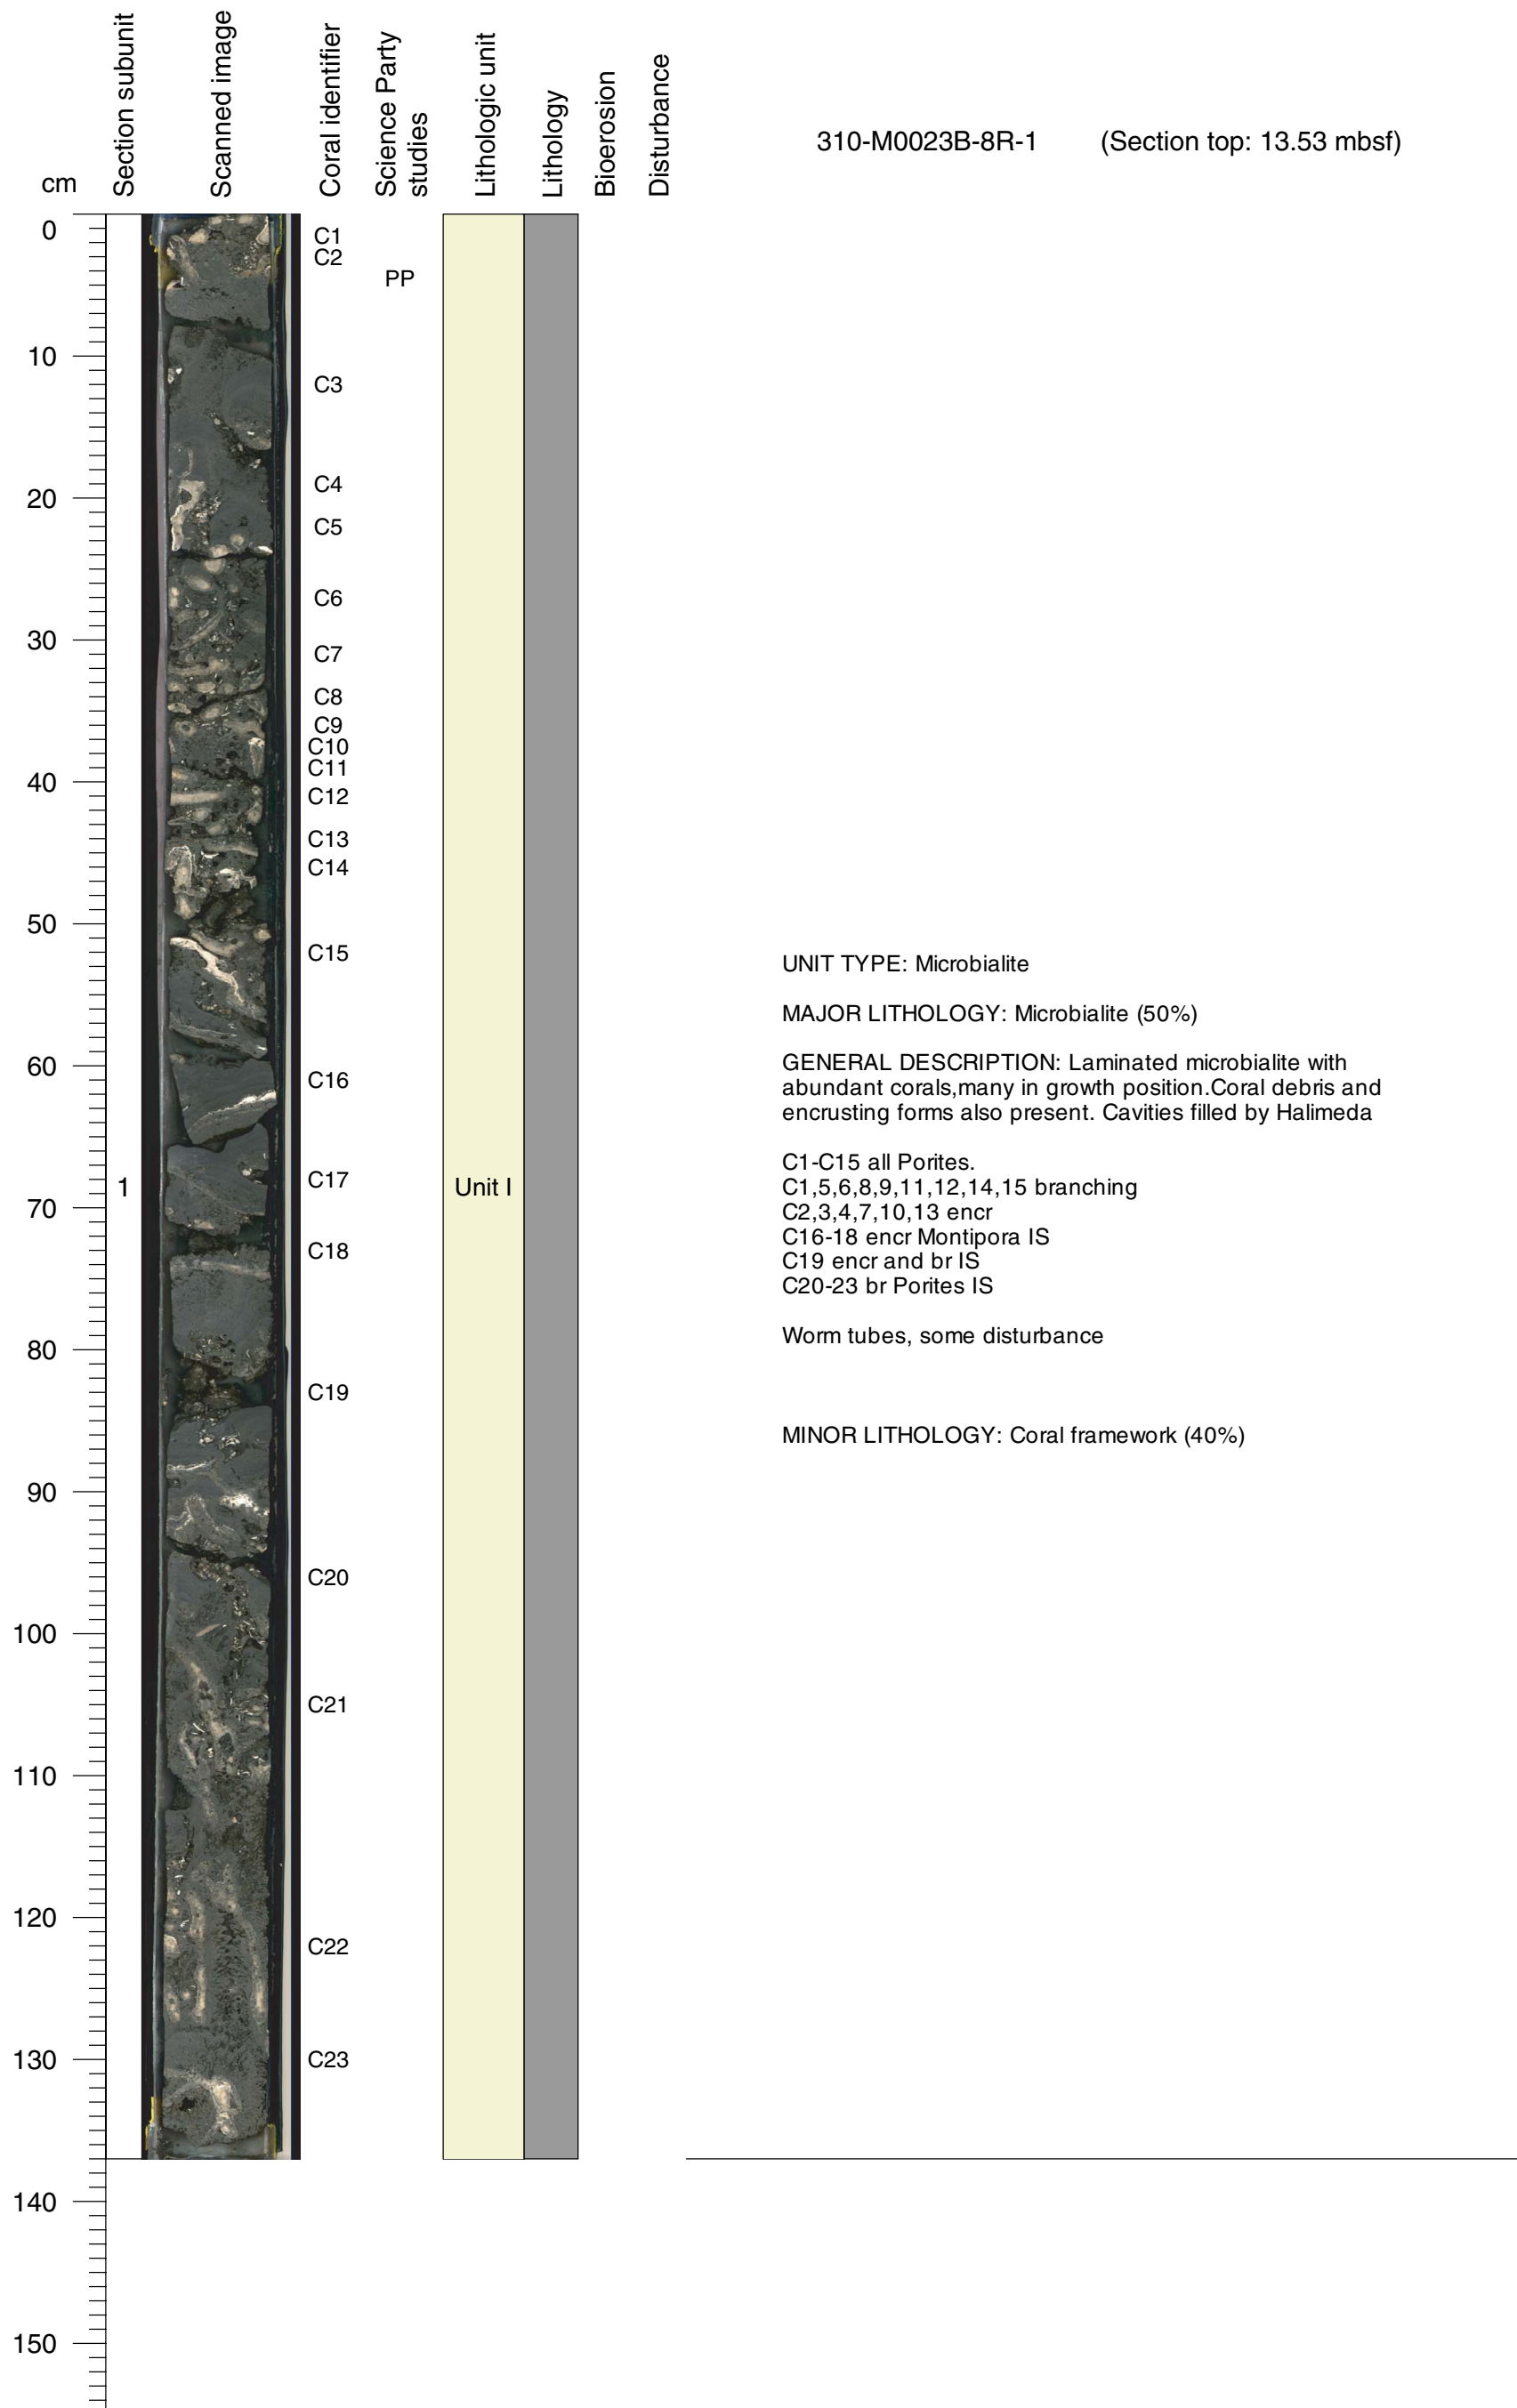 310-M0023B-8R-1 (Section top: 13.53 mbsf)
cm
Section subunit
Scanned image
Coral identifier
Science Party
studies
Lithologic unit
Lithology
Bioerosion
Disturbance
0
C1
C2
PP
10
C3
C4
20
C5
C6
30
C7
C8
C9
C10
C11
40
C12
C13
C14
50
C15
60
C16
C17
1
Unit I
70
C18
80
C19
90
C20
100
C21
110
120
C22
130
C23
140
150
UNIT TYPE: Microbialite
MAJOR LITHOLOGY: Microbialite (50%)
GENERAL DESCRIPTION: Laminated microbialite with
abundant corals,many in growth position.Coral debris and
encrusting forms also present. Cavities filled by Halimeda
C1-C15 all Porites.
C1,5,6,8,9,11,12,14,15 branching
C2,3,4,7,10,13 encr
C16-18 encr Montipora IS
C19 encr and br IS
C20-23 br Porites IS
Worm tubes, some disturbance
MINOR LITHOLOGY: Coral framework (40%)